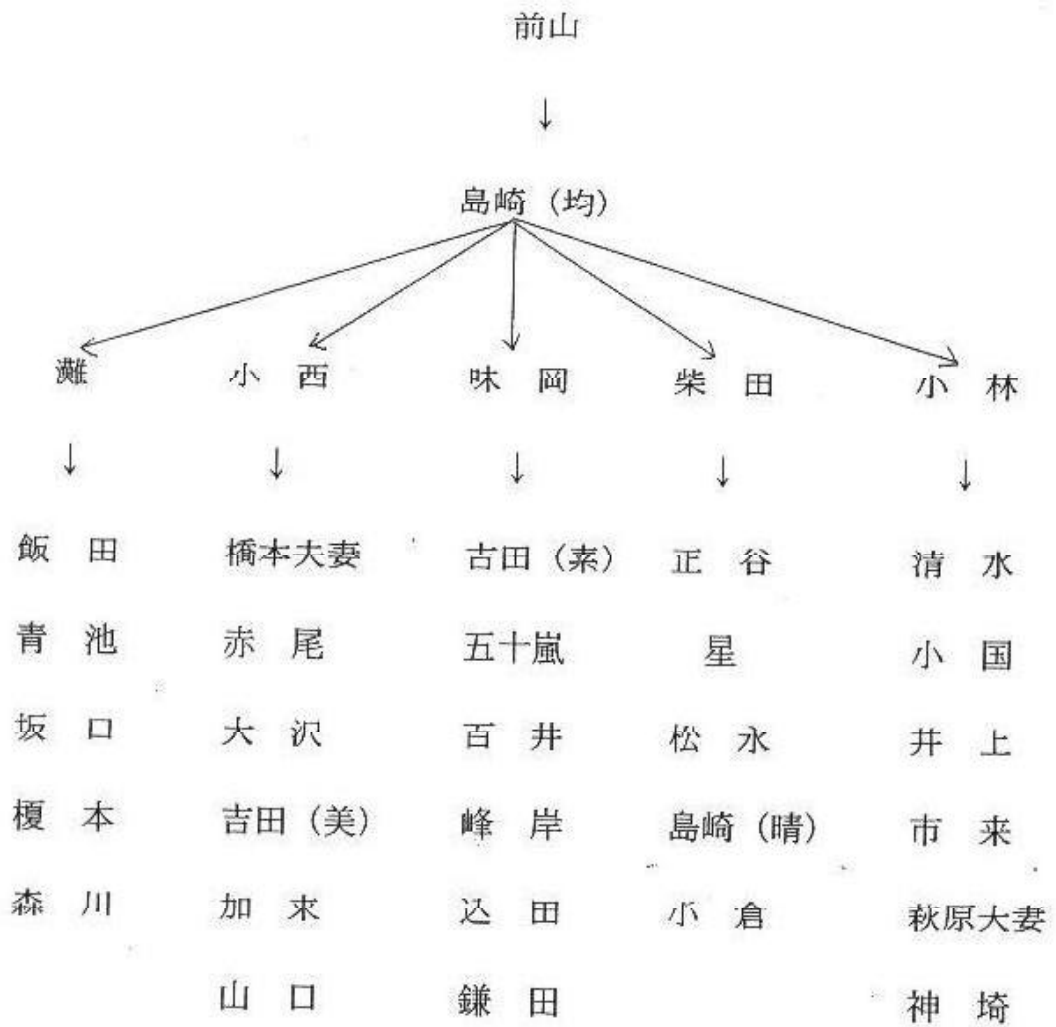 前山
↓
島崎（均）
灘 小西 味岡 柴田 小林
↓ ↓ ↓ ↓ ↓
飯田 橋本夫妻 古田（素） 正谷 清水
青池 赤尾 五十嵐 星 小国
坂口 大沢 百井 松永 井上
榎本 吉田（美） 峰岸 島崎（晴） 市来
森川 加来 込田 小倉 萩原夫妻
山口 鎌田 神埼